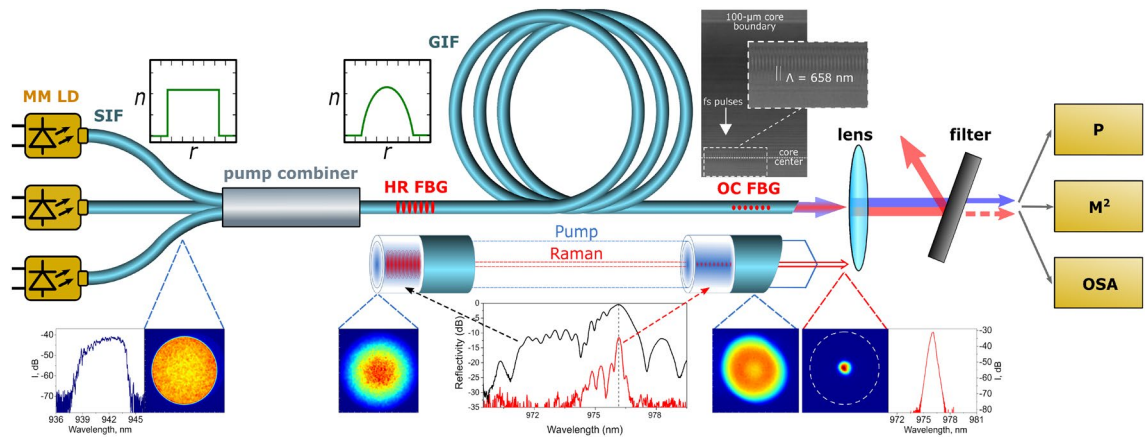 MM LD
SIF
n
r
pump combiner
n
r
GIF
HR FBG
100-μm core
boundary
Λ = 658 nm
fs pulses
core
center
OC FBG
lens
filter
P
M²
OSA
Pump
Raman
I, dB
-40
-50
-60
-70
936 939 942 945
Wavelength, nm
Reflectivity (dB)
0
-5
-10
-15
-20
-25
-30
-35
972 975 978
Wavelength (nm)
-30
-40
-50
-60
-70
-80
I, dB
972 975 978 981
Wavelength, nm